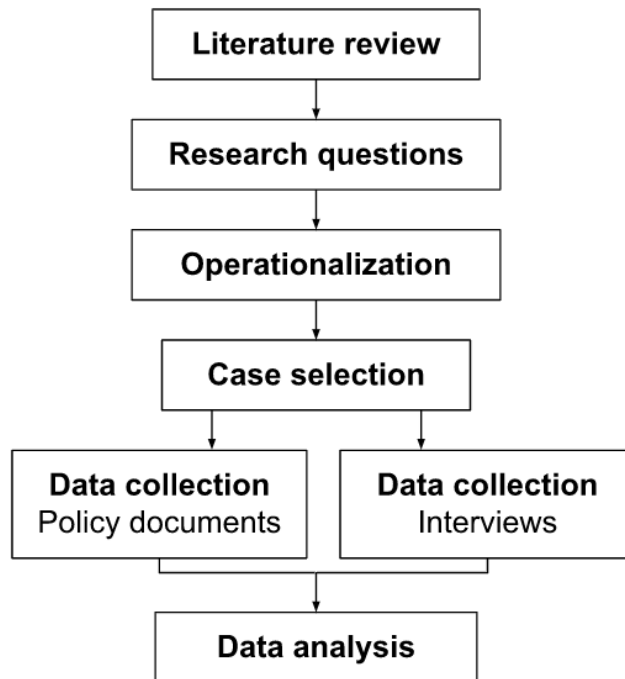 Literature review
Research questions
Operationalization
Case selection
Data collection
Policy documents
Data collection
Interviews
Data analysis